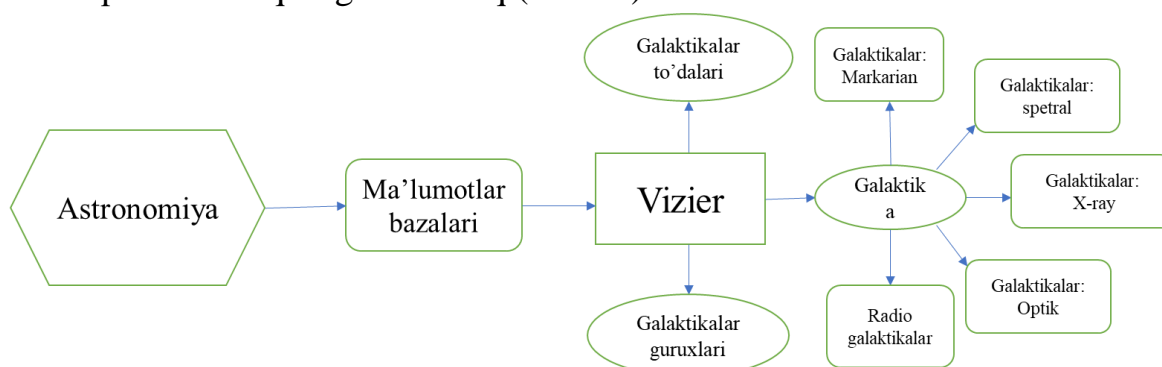 Galaktikalar
to’dalari
Galaktikalar:
Markarian
Galaktikalar:
spetral
Astronomiya
Ma’lumotlar
bazalari
Vizier
Galaktik
a
Galaktikalar:
X-ray
Galaktikalar
guruxlari
Radio
galaktikalar
Galaktikalar:
Optik